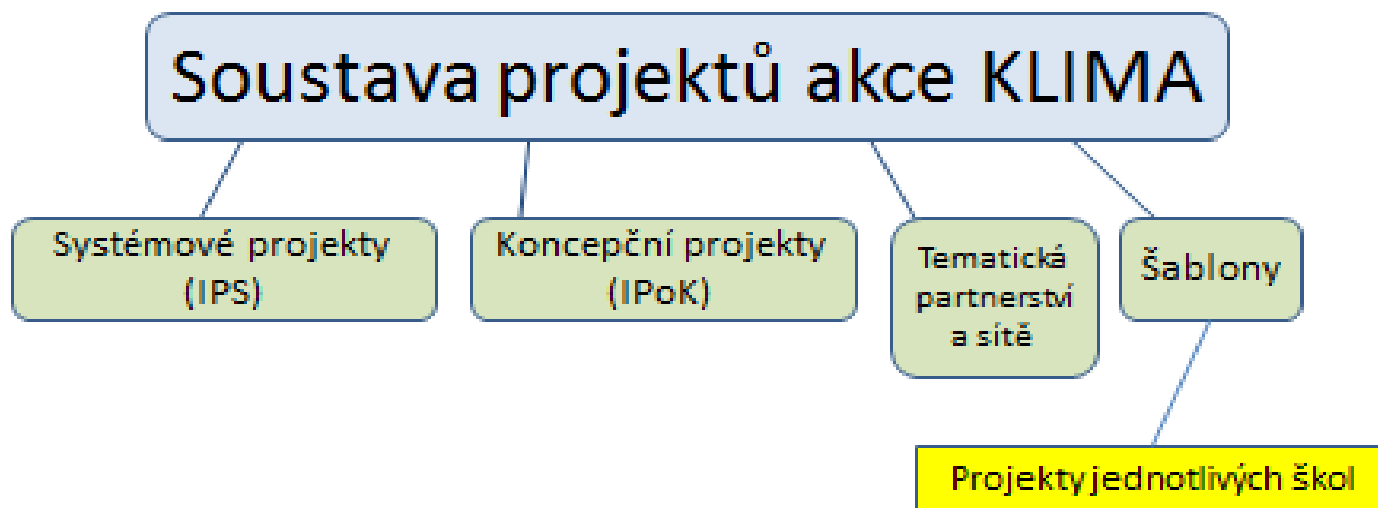 Soustava projektů akce KLIMA
Systémové projekty
(IPS)
Koncepční projekty
(IPoK)
Tematická
partnerství
a sítě
Šablony
Projekty jednotlivých škol